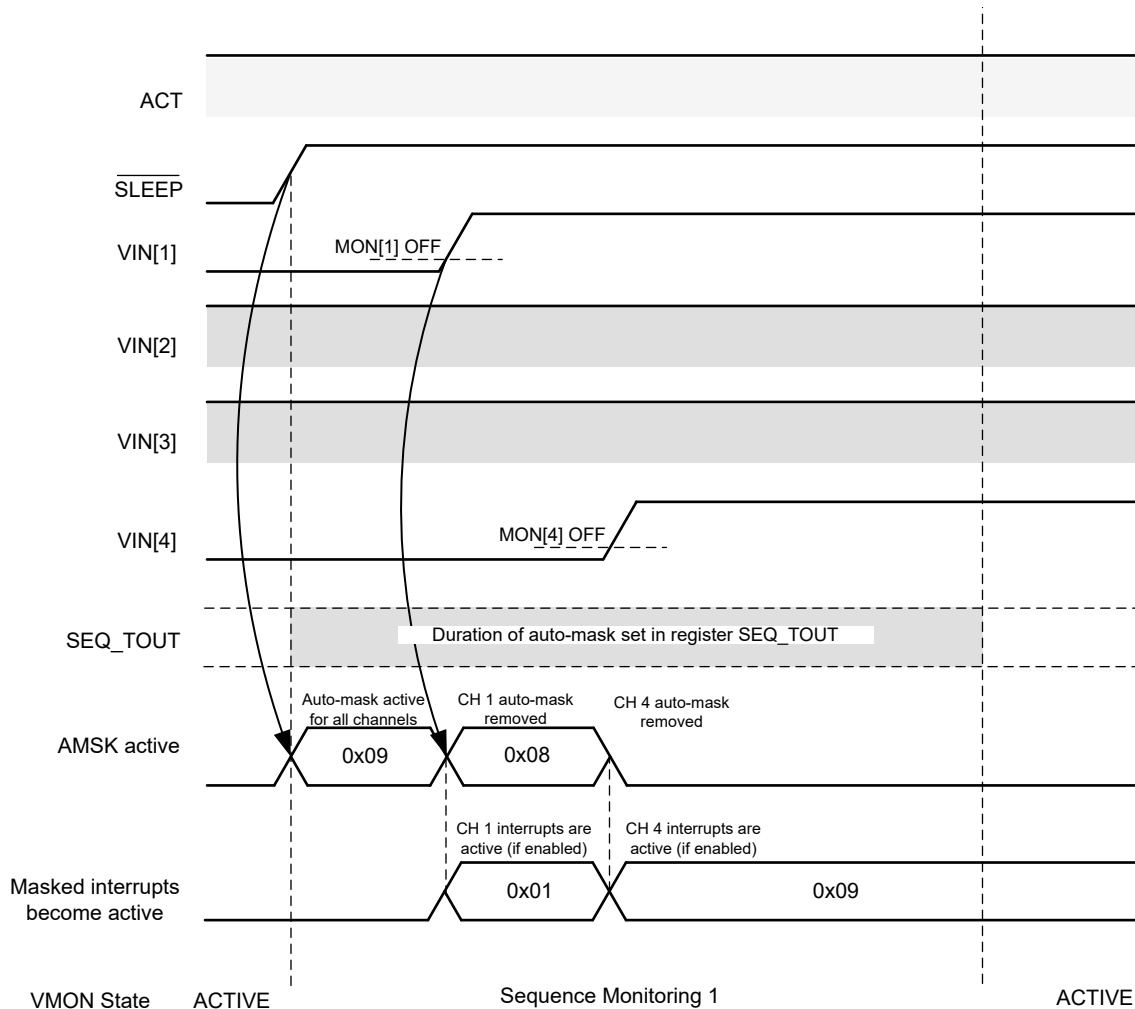 ACT
SLEEP
VIN[1]
MON[1] OFF
VIN[2]
VIN[3]
VIN[4]
MON[4] OFF
SEQ_TOUT
Duration of auto-mask set in register SEQ_TOUT
Auto-mask active
for all channels
CH 1 auto-mask
removed
CH 4 auto-mask
removed
AMSK active
0x09
0x08
CH 1 interrupts are
active (if enabled)
CH 4 interrupts are
active (if enabled)
Masked interrupts
become active
0x01
0x09
VMON State
ACTIVE
Sequence Monitoring 1
ACTIVE